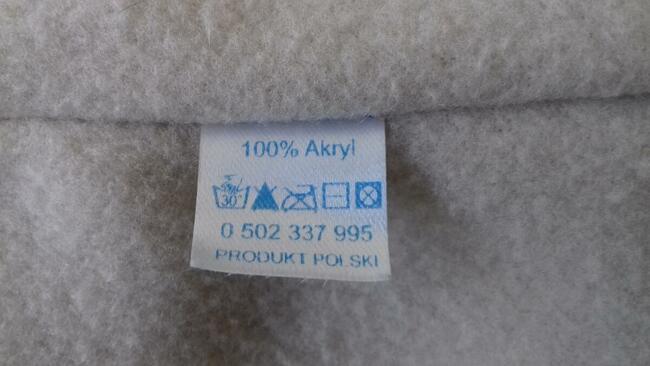 100% Akryl
30°
0 502 337 995
PRODUKT POLSKI